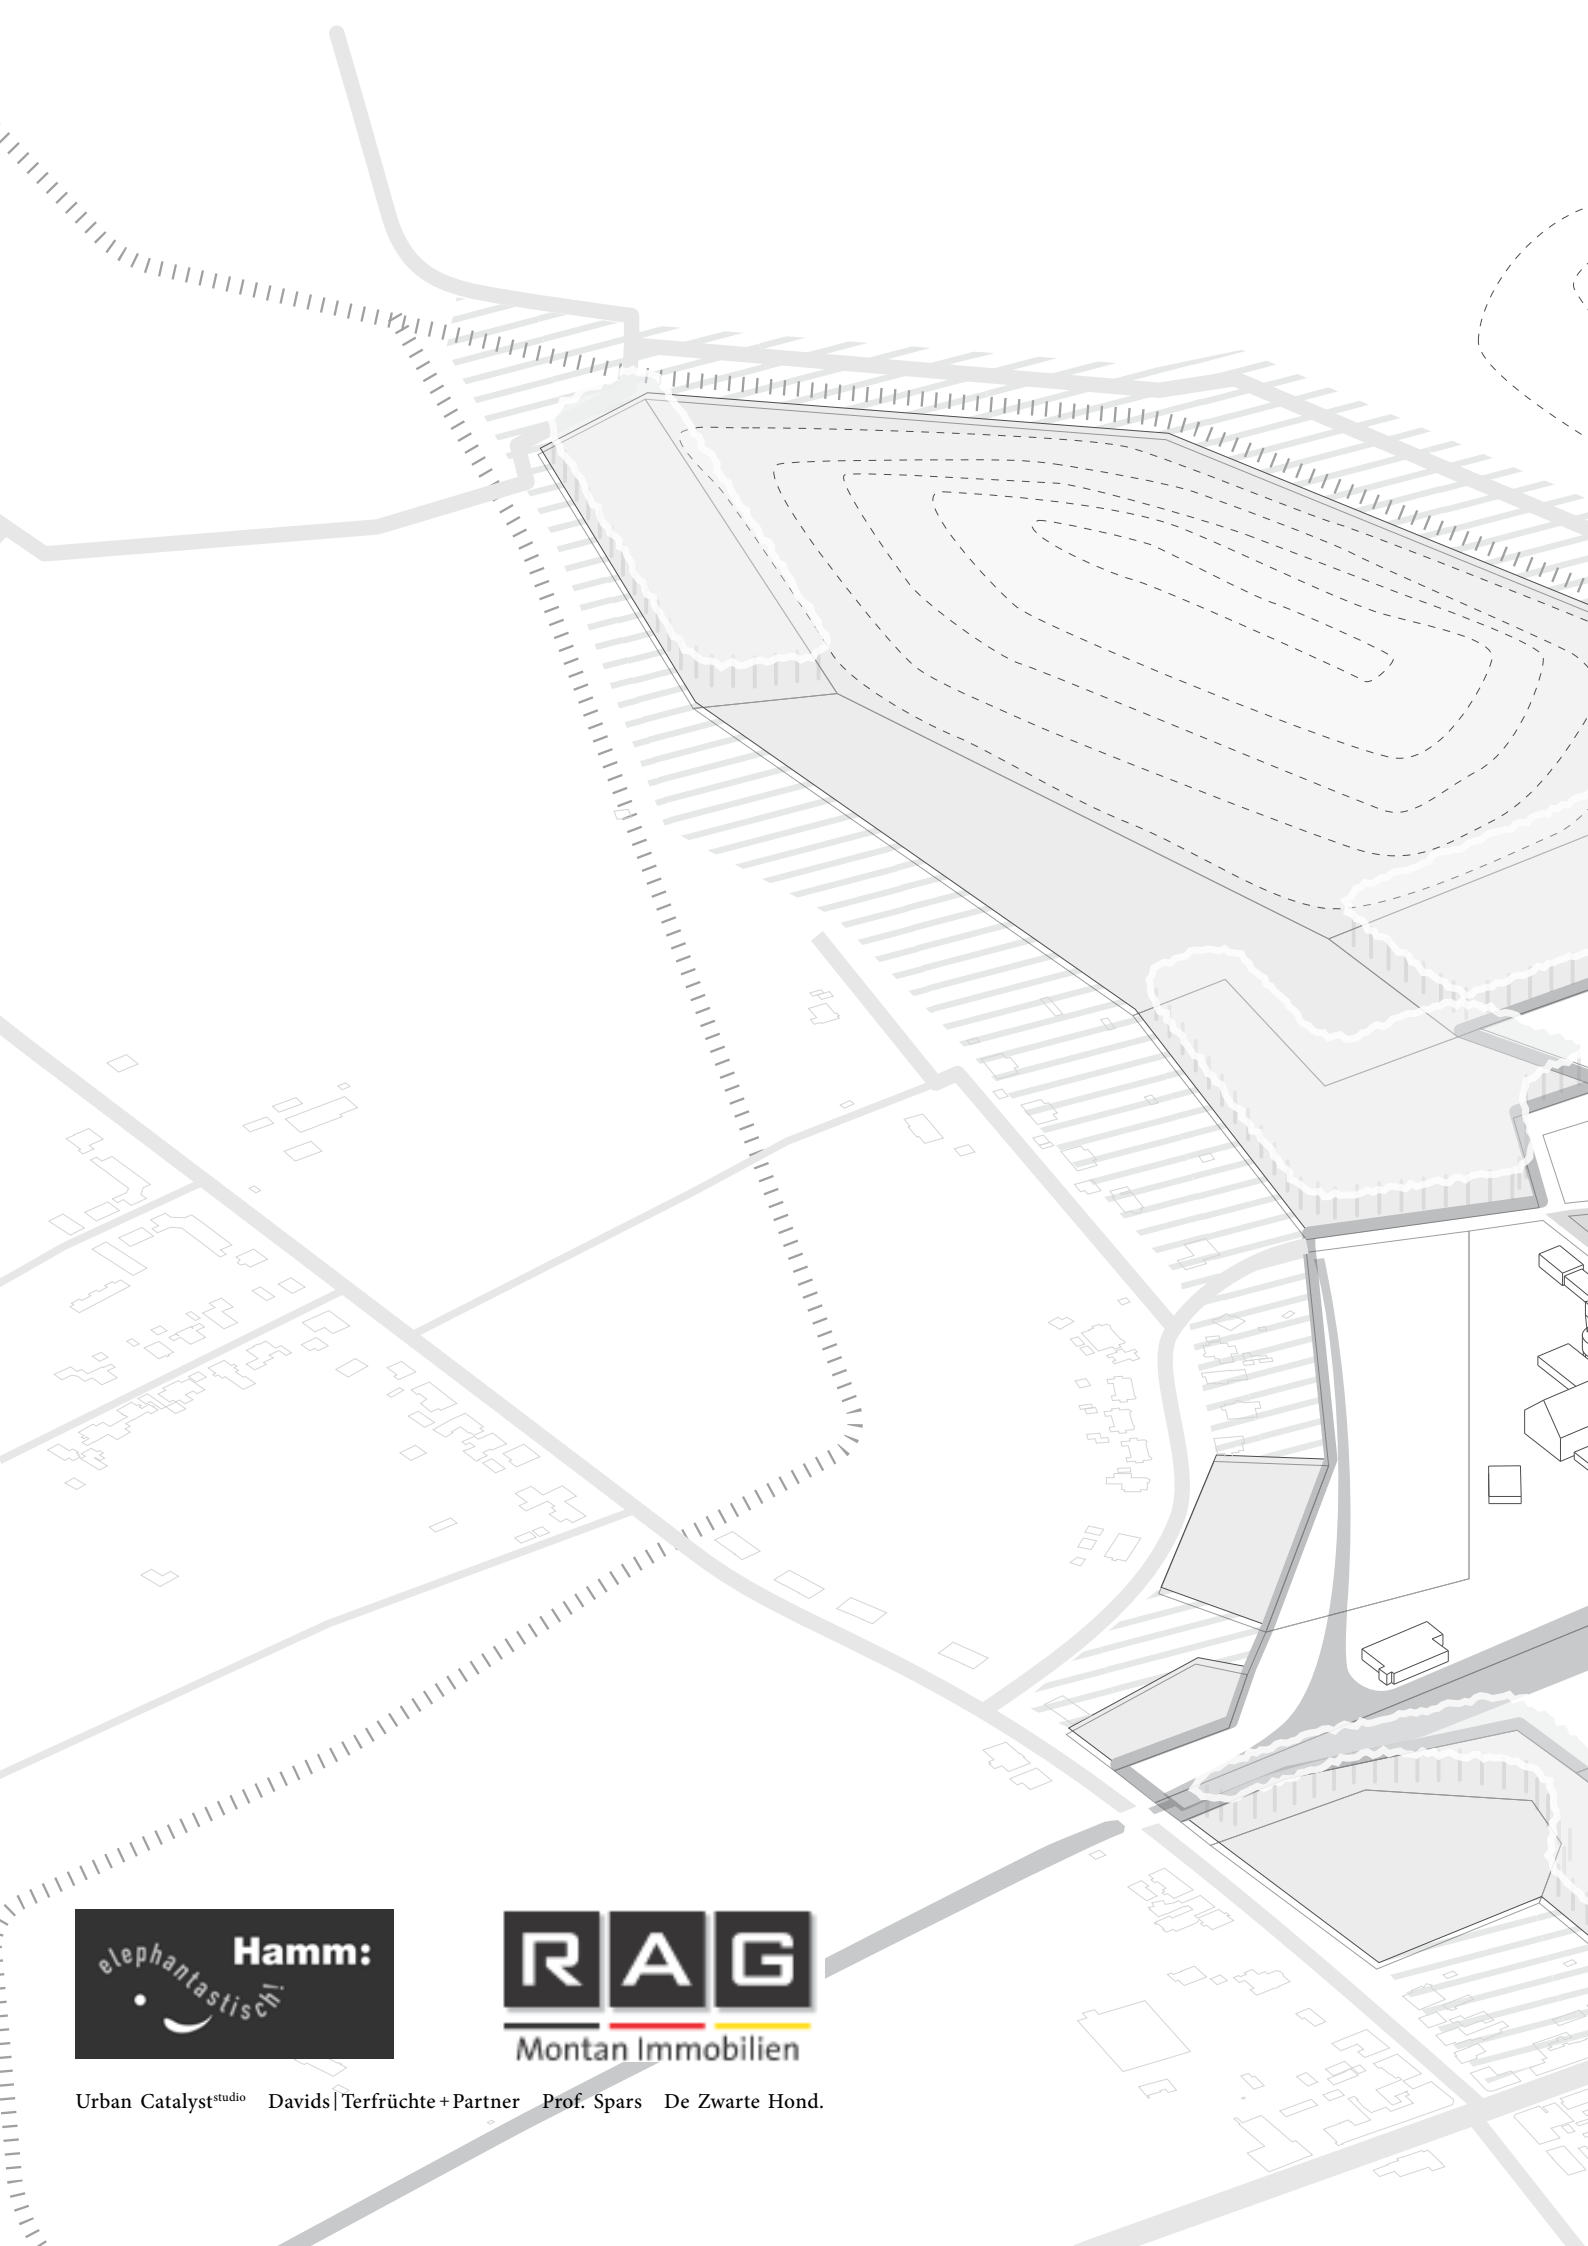 Hamm:
elephantastisch!
RAG
Montan Immobilien
Urban Catalyststudio Davids|Terfrüchte+Partner Prof. Spars De Zwarte Hond.